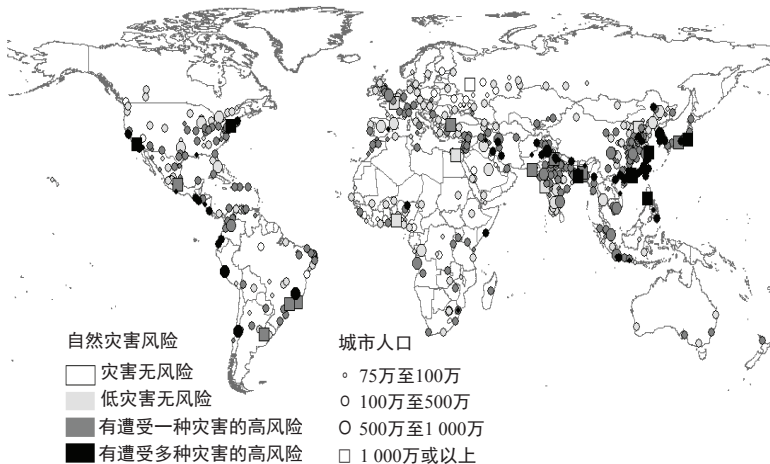 自然灾害风险
灾害无风险
低灾害无风险
有遭受一种灾害的高风险
有遭受多种灾害的高风险
城市人口
75万至100万
100万至500万
500万至1 000万
1 000万或以上